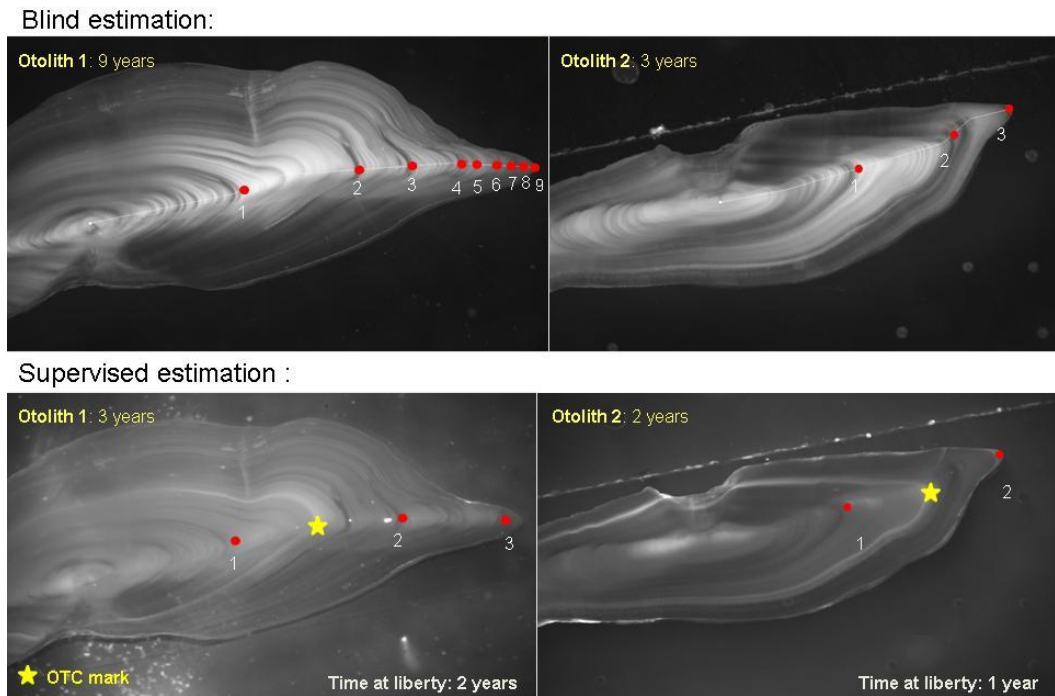 Blind estimation:
Otolith 1: 9 years
Otolith 2: 3 years
1
2
3
4
5
6
7
8
9
1
2
3
Supervised estimation :
Otolith 1: 3 years
Otolith 2: 2 years
1
2
3
1
2
OTC mark
Time at liberty: 2 years
Time at liberty: 1 year